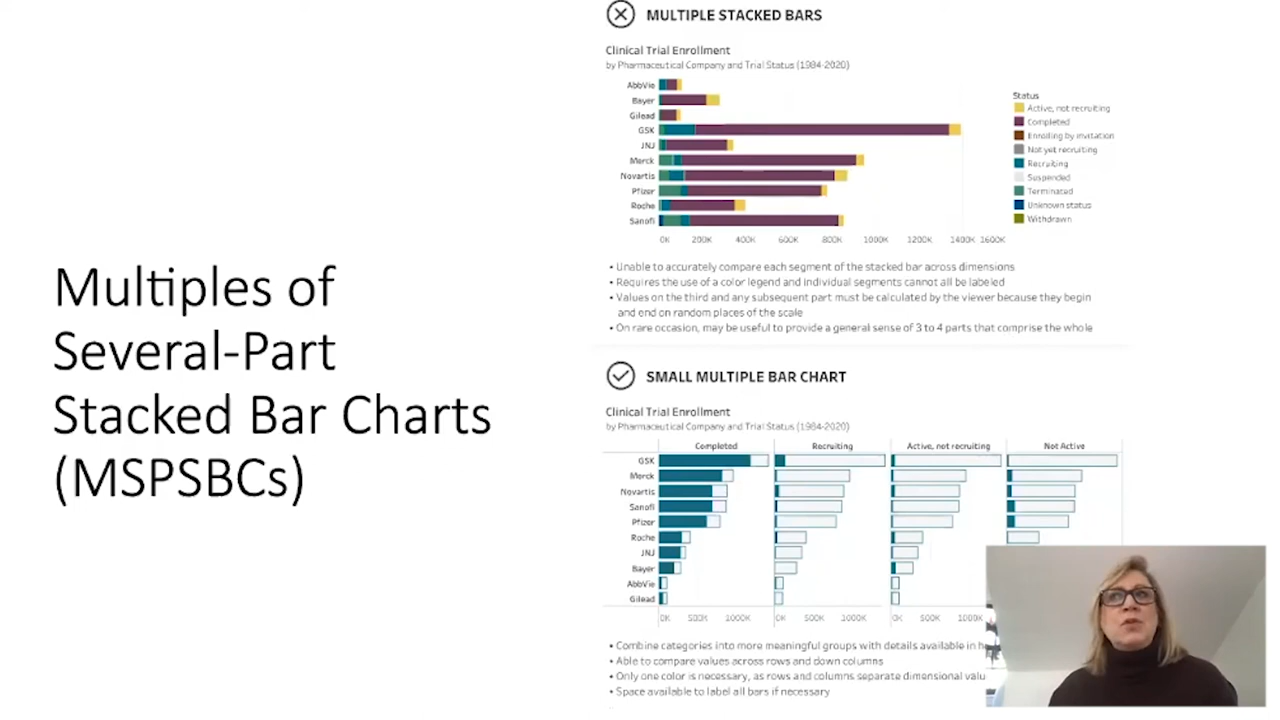 Multiples of
Several-Part
Stacked Bar Charts
(MSPSBCs)
MULTIPLE STACKED BARS
Clinical Trial Enrollment
by Pharmaceutical Company and Trial Status (1984-2020)
AbbVie
Bayer
Gilead
GSK
JNJ
Merck
Novartis
Pfizer
Roche
Sanofi
0K 200K 400K 600K 800K 1000K 1200K 1400K 1600K
Status
Active, not recruiting
Completed
Enrolling by invitation
Not yet recruiting
Recruiting
Suspended
Terminated
Unknown status
Withdrawn
• Unable to accurately compare each segment of the stacked bar across dimensions
• Requires the use of a color legend and individual segments cannot all be labeled
• Values on the third and any subsequent part must be calculated by the viewer because they begin
and end on random places of the scale
• On rare occasion, may be useful to provide a general sense of 3 to 4 parts that comprise the whole
SMALL MULTIPLE BAR CHART
Clinical Trial Enrollment
by Pharmaceutical Company and Trial Status (1984-2020)
Completed Recruiting Active, not recruiting Not Active
GSK
Merck
Novartis
Sanofi
Pfizer
Roche
JNJ
Bayer
AbbVie
Gilead
0K 500K 1000K 0K 500K 1000K 0K 500K 1000K
• Combine categories into more meaningful groups with details available in
• Able to compare values across rows and down columns
• Only one color is necessary, as rows and columns separate dimensional
• Space available to label all bars if necessary